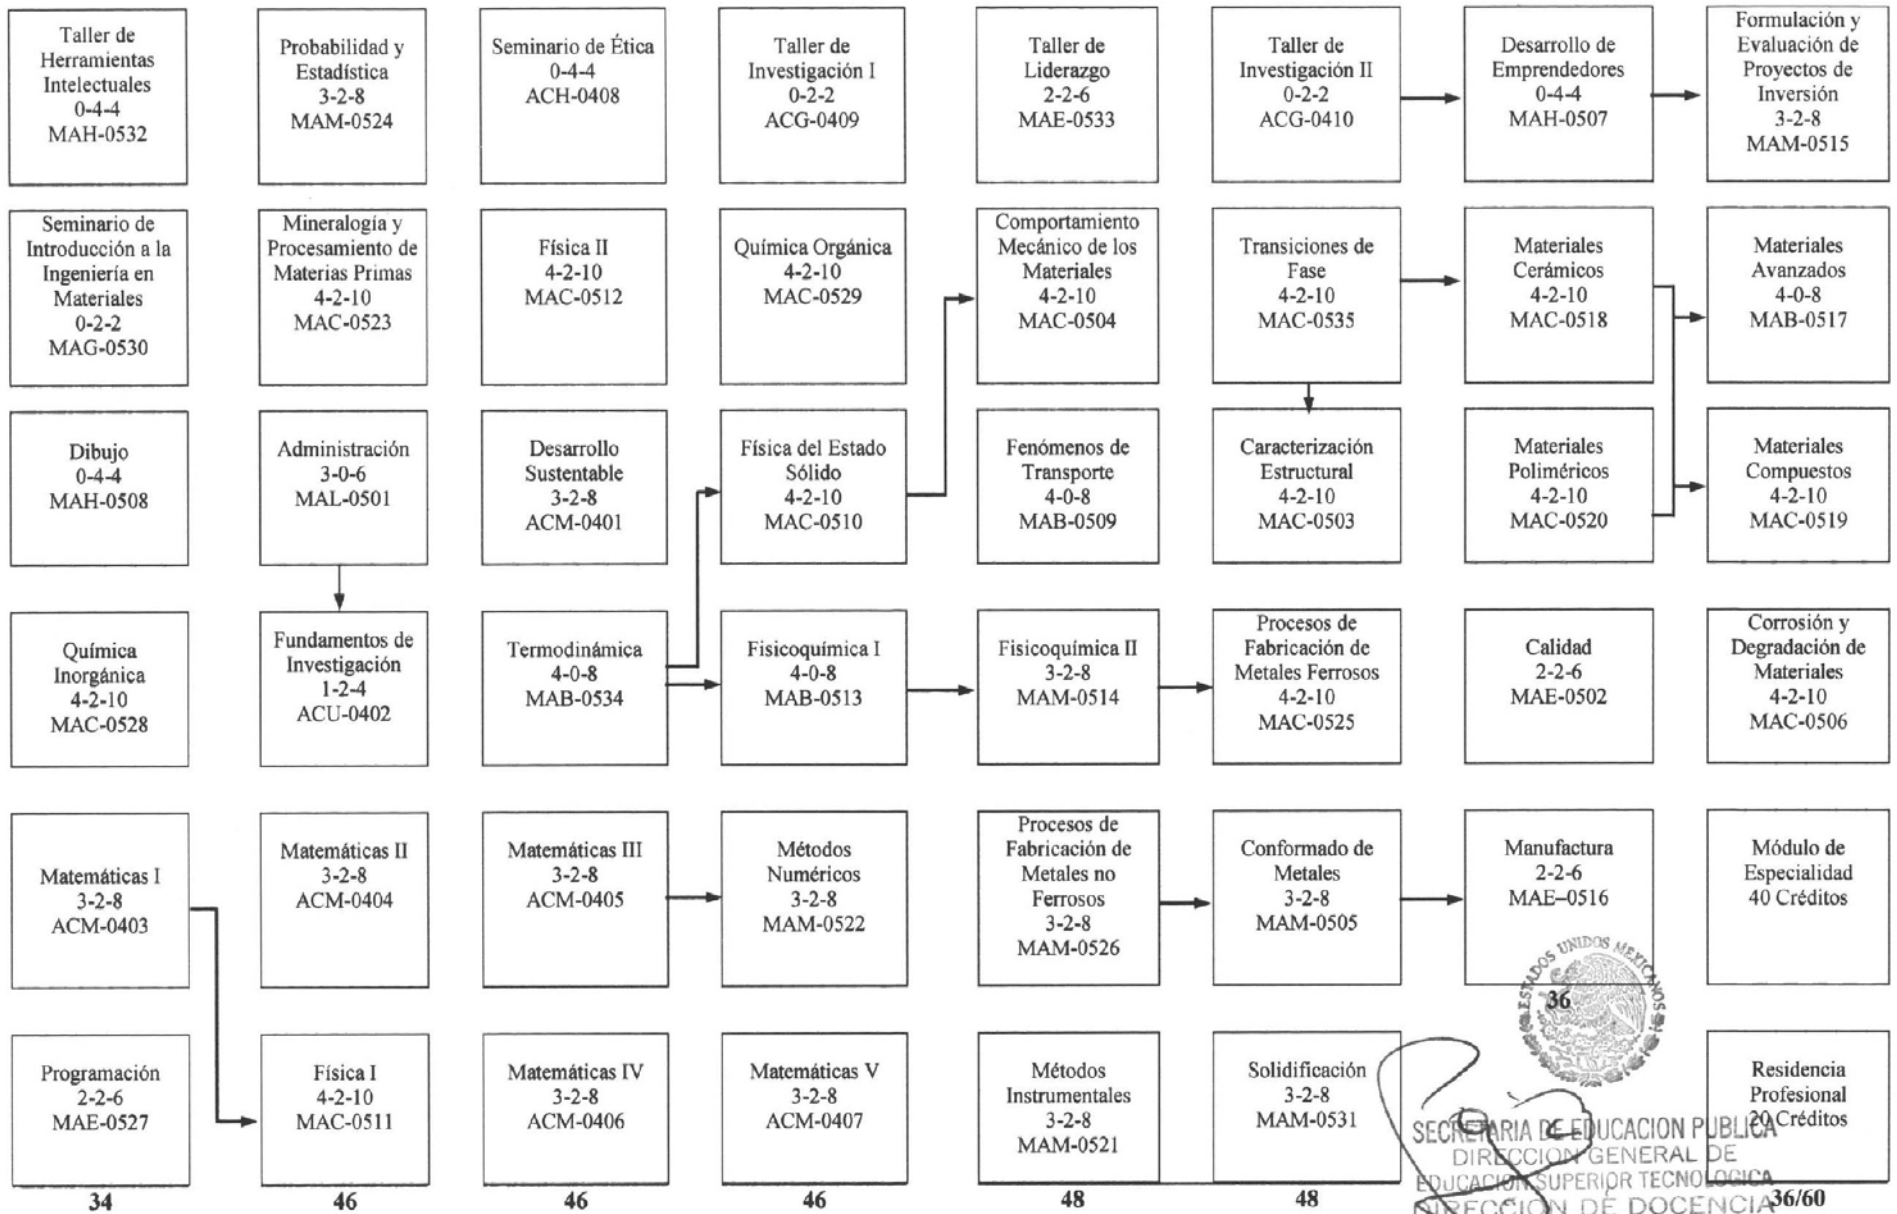 Taller de
Herramientas
Intelectuales
0-4-4
MAH-0532
Probabilidad y
Estadística
3-2-8
MAM-0524
Seminario de Ética
0-4-4
ACH-0408
Taller de
Investigación I
0-2-2
ACG-0409
Taller de
Liderazgo
2-2-6
MAE-0533
Taller de
Investigación II
0-2-2
ACG-0410
Desarrollo de
Emprendedores
0-4-4
MAH-0507
Formulación y
Evaluación de
Proyectos de
Inversión
3-2-8
MAM-0515
Seminario de
Introducción a la
Ingeniería en
Materiales
0-2-2
MAG-0530
Mineralogía y
Procesamiento de
Materias Primas
4-2-10
MAC-0523
Física II
4-2-10
MAC-0512
Química Orgánica
4-2-10
MAC-0529
Comportamiento
Mecánico de los
Materiales
4-2-10
MAC-0504
Transiciones de
Fase
4-2-10
MAC-0535
Materiales
Cerámicos
4-2-10
MAC-0518
Materiales
Avanzados
4-0-8
MAB-0517
Dibujo
0-4-4
MAH-0508
Administración
3-0-6
MAL-0501
Desarrollo
Sustentable
3-2-8
ACM-0401
Física del Estado
Sólido
4-2-10
MAC-0510
Fenómenos de
Transporte
4-0-8
MAB-0509
Caracterización
Estructural
4-2-10
MAC-0503
Materiales
Poliméricos
4-2-10
MAC-0520
Materiales
Compuestos
4-2-10
MAC-0519
Química
Inorgánica
4-2-10
MAC-0528
Fundamentos de
Investigación
1-2-4
ACU-0402
Termodinámica
4-0-8
MAB-0534
Fisicoquímica I
4-0-8
MAB-0513
Fisicoquímica II
3-2-8
MAM-0514
Procesos de
Fabricación de
Metales Ferrosos
4-2-10
MAC-0525
Calidad
2-2-6
MAE-0502
Corrosión y
Degradación de
Materiales
4-2-10
MAC-0506
Matemáticas I
3-2-8
ACM-0403
Matemáticas II
3-2-8
ACM-0404
Matemáticas III
3-2-8
ACM-0405
Métodos
Numéricos
3-2-8
MAM-0522
Procesos de
Fabricación de
Metales no
Ferrosos
3-2-8
MAM-0526
Conformado de
Metales
3-2-8
MAM-0505
Manufactura
2-2-6
MAE–0516
Módulo de
Especialidad
40 Créditos
ESTADOS UNIDOS MEXICANOS
36
Programación
2-2-6
MAE-0527
Física I
4-2-10
MAC-0511
Matemáticas IV
3-2-8
ACM-0406
Matemáticas V
3-2-8
ACM-0407
Métodos
Instrumentales
3-2-8
MAM-0521
Solidificación
3-2-8
MAM-0531
Residencia
Profesional
20 Créditos
SECRETARIA DE EDUCACION PUBLICA
DIRECCION GENERAL DE
EDUCACION SUPERIOR TECNOLOGICA
DIRECCION DE DOCENCIA
34
46
46
46
48
48
36/60